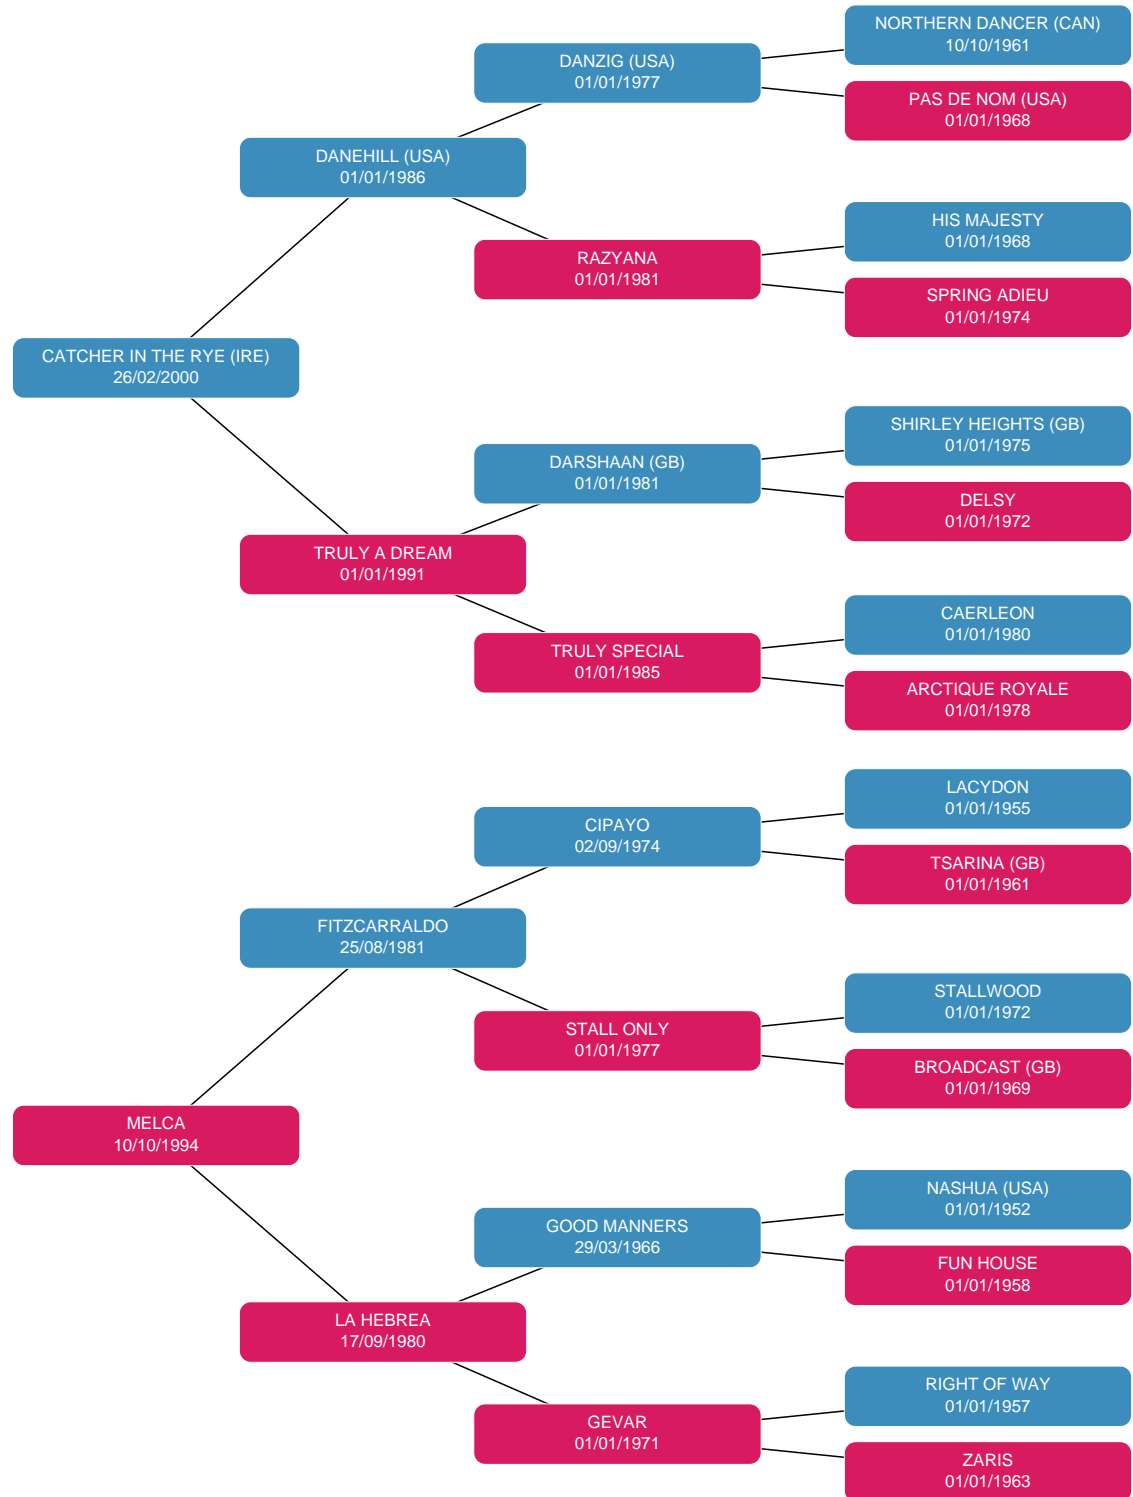 NORTHERN DANCER (CAN)
10/10/1961
DANZIG (USA)
01/01/1977
PAS DE NOM (USA)
01/01/1968
DANEHILL (USA)
01/01/1986
HIS MAJESTY
01/01/1968
RAZYANA
01/01/1981
SPRING ADIEU
01/01/1974
CATCHER IN THE RYE (IRE)
26/02/2000
SHIRLEY HEIGHTS (GB)
01/01/1975
DARSHAAN (GB)
01/01/1981
DELSY
01/01/1972
TRULY A DREAM
01/01/1991
CAERLEON
01/01/1980
TRULY SPECIAL
01/01/1985
ARCTIQUE ROYALE
01/01/1978
LACYDON
01/01/1955
CIPAYO
02/09/1974
TSARINA (GB)
01/01/1961
FITZCARRALDO
25/08/1981
STALLWOOD
01/01/1972
STALL ONLY
01/01/1977
BROADCAST (GB)
01/01/1969
MELCA
10/10/1994
NASHUA (USA)
01/01/1952
GOOD MANNERS
29/03/1966
FUN HOUSE
01/01/1958
LA HEBREA
17/09/1980
RIGHT OF WAY
01/01/1957
GEVAR
01/01/1971
ZARIS
01/01/1963